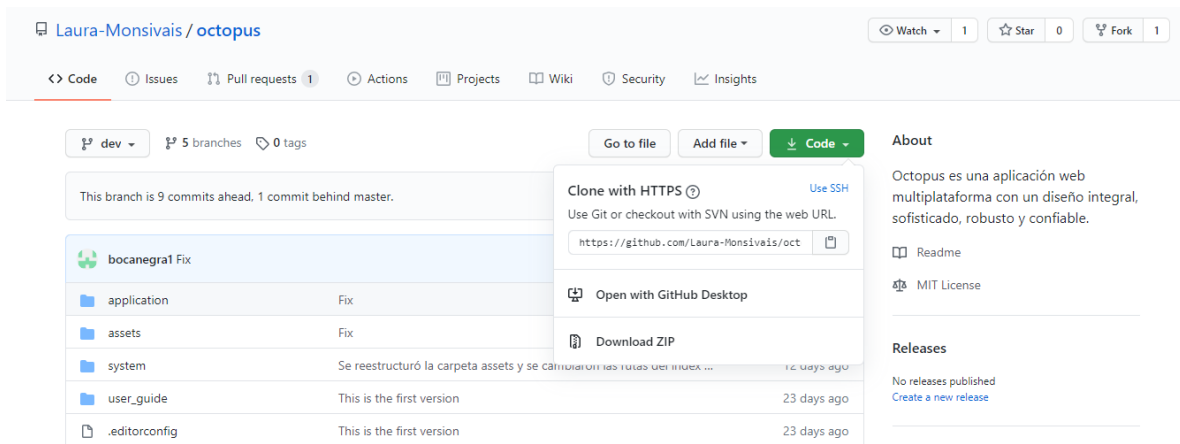 Laura-Monsivais / octopus
Watch 1 Star 0 Fork 1
Code Issues Pull requests 1 Actions Projects Wiki Security Insights
dev 5 branches 0 tags
Go to file Add file Code
This branch is 9 commits ahead, 1 commit behind master.
Clone with HTTPS Use SSH
Use Git or checkout with SVN using the web URL.
https://github.com/Laura-Monsivais/oct
Open with GitHub Desktop
Download ZIP
bocanegra1 Fix
application Fix
assets Fix
system Se reestructuró la carpeta assets y se cambiaron las rutas del index ... 12 days ago
user_guide This is the first version 23 days ago
.editorconfig This is the first version 23 days ago
About
Octopus es una aplicación web
multiplataforma con un diseño integral,
sofisticado, robusto y confiable.
Readme
MIT License
Releases
No releases published
Create a new release